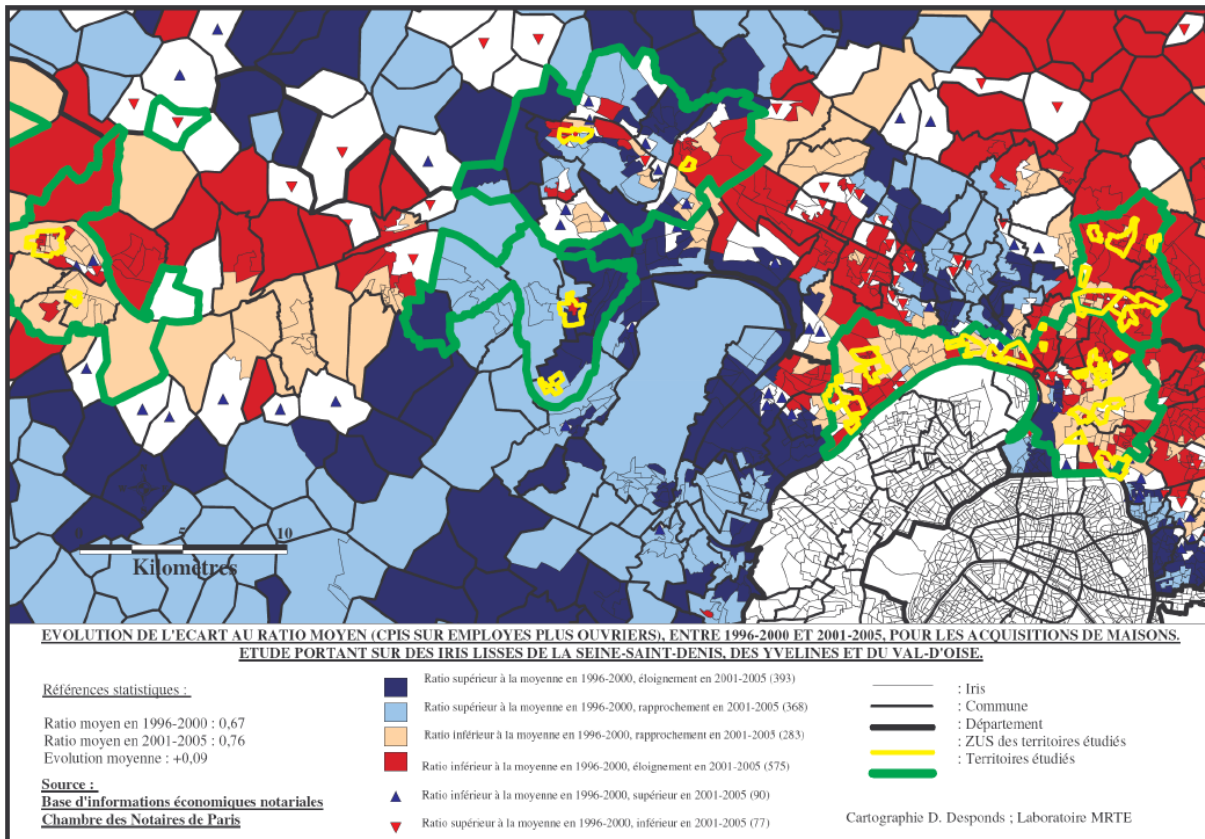 0 5 10
Kilomètres
EVOLUTION DE L'ECART AU RATIO MOYEN (CPIS SUR EMPLOYES PLUS OUVRIERS), ENTRE 1996-2000 ET 2001-2005, POUR LES ACQUISITIONS DE MAISONS.
ETUDE PORTANT SUR DES IRIS LISSES DE LA SEINE-SAINT-DENIS, DES YVELINES ET DU VAL-D'OISE.
Références statistiques :
Ratio moyen en 1996-2000 : 0,67
Ratio moyen en 2001-2005 : 0,76
Evolution moyenne : +0,09
Source :
Base d'informations économiques notariales
Chambre des Notaires de Paris
Ratio supérieur à la moyenne en 1996-2000, éloignement en 2001-2005 (393)
Ratio supérieur à la moyenne en 1996-2000, rapprochement en 2001-2005 (368)
Ratio inférieur à la moyenne en 1996-2000, rapprochement en 2001-2005 (283)
Ratio inférieur à la moyenne en 1996-2000, éloignement en 2001-2005 (575)
Ratio inférieur à la moyenne en 1996-2000, supérieur en 2001-2005 (90)
Ratio supérieur à la moyenne en 1996-2000, inférieur en 2001-2005 (77)
: Iris
: Commune
: Département
: ZUS des territoires étudiés
: Territoires étudiés
Cartographie D. Desponds ; Laboratoire MRTE